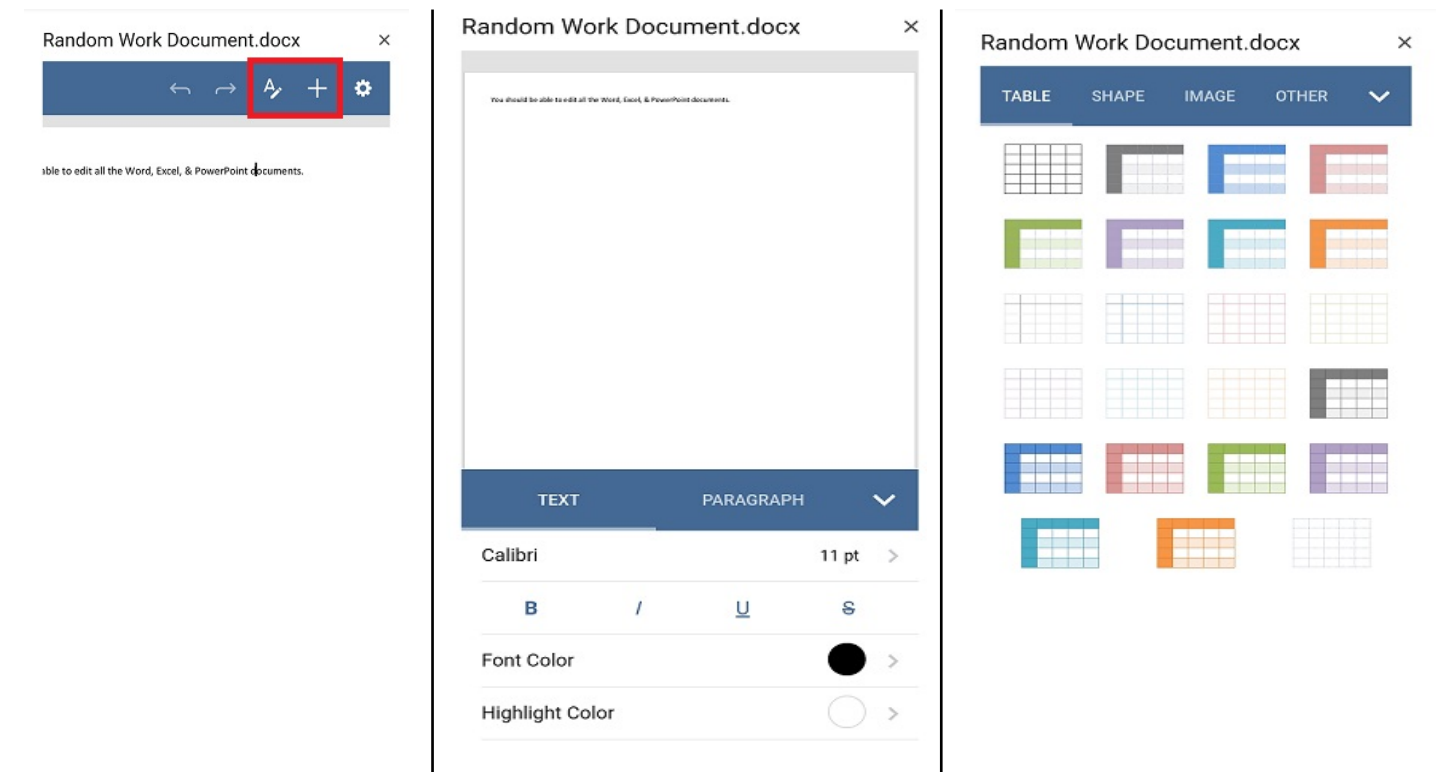 Random Work Document.docx
able to edit all the Word, Excel, & PowerPoint documents.
Random Work Document.docx
You should be able to edit all the Word, Excel, & PowerPoint documents.
TEXT PARAGRAPH
Calibri 11 pt
B I U S
Font Color
Highlight Color
Random Work Document.docx
TABLE SHAPE IMAGE OTHER